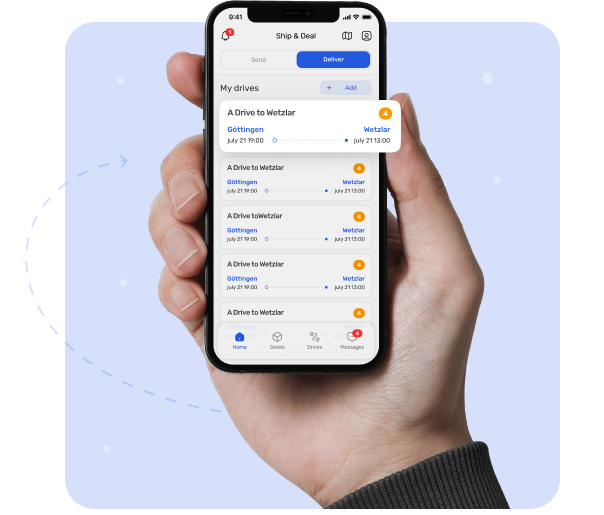 9:41
1
Ship & Deal
Send
Deliver
My drives
+ Add
A Drive to Wetzlar
4
Göttingen
Wetzlar
july 21 19:00
july 21 13:00
A Drive to Wetzlar
4
Göttingen
Wetzlar
july 21 19:00
july 21 13:00
A Drive toWetzlar
4
Göttingen
Wetzlar
july 21 19:00
july 21 13:00
A Drive to Wetzlar
4
Göttingen
Wetzlar
july 21 19:00
july 21 13:00
A Drive to Wetzlar
4
Home
Goods
Drives
4
Messages